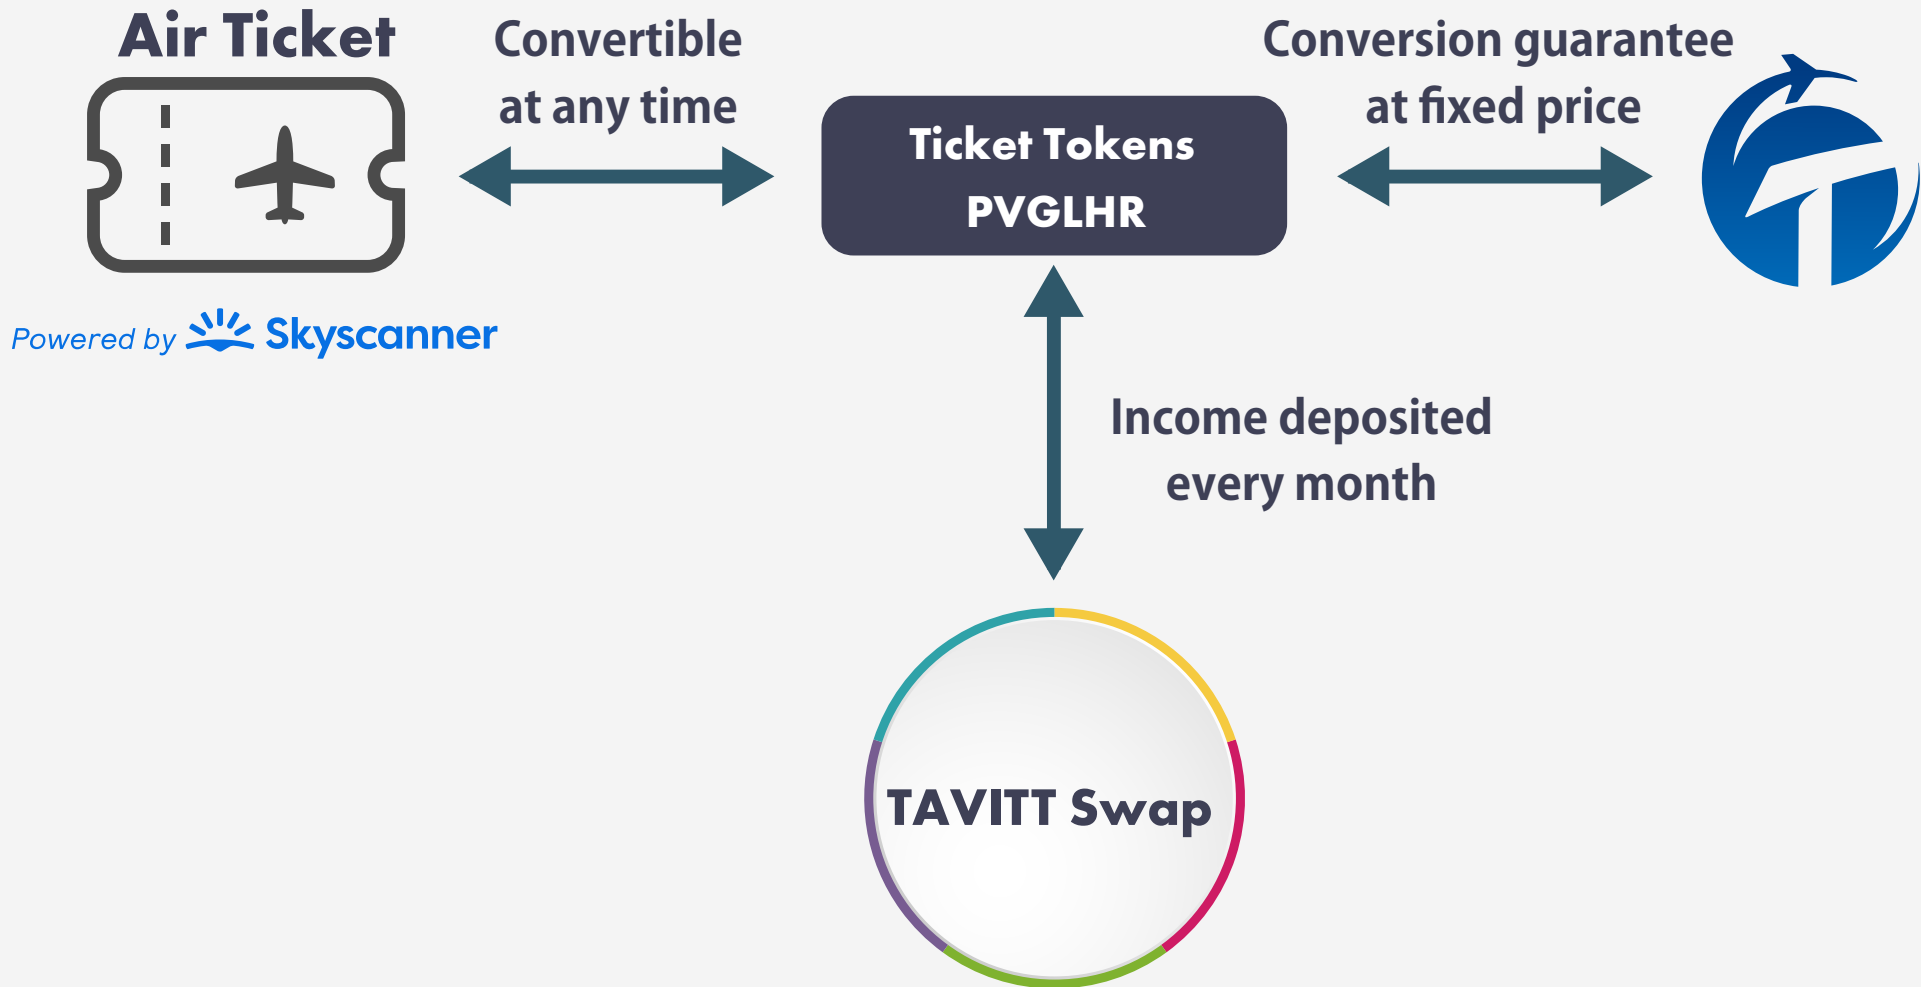 Air Ticket
Convertible
at any time
Conversion guarantee
at fixed price
Ticket Tokens
PVGLHR
Powered by Skyscanner
Income deposited
every month
TAVITT Swap